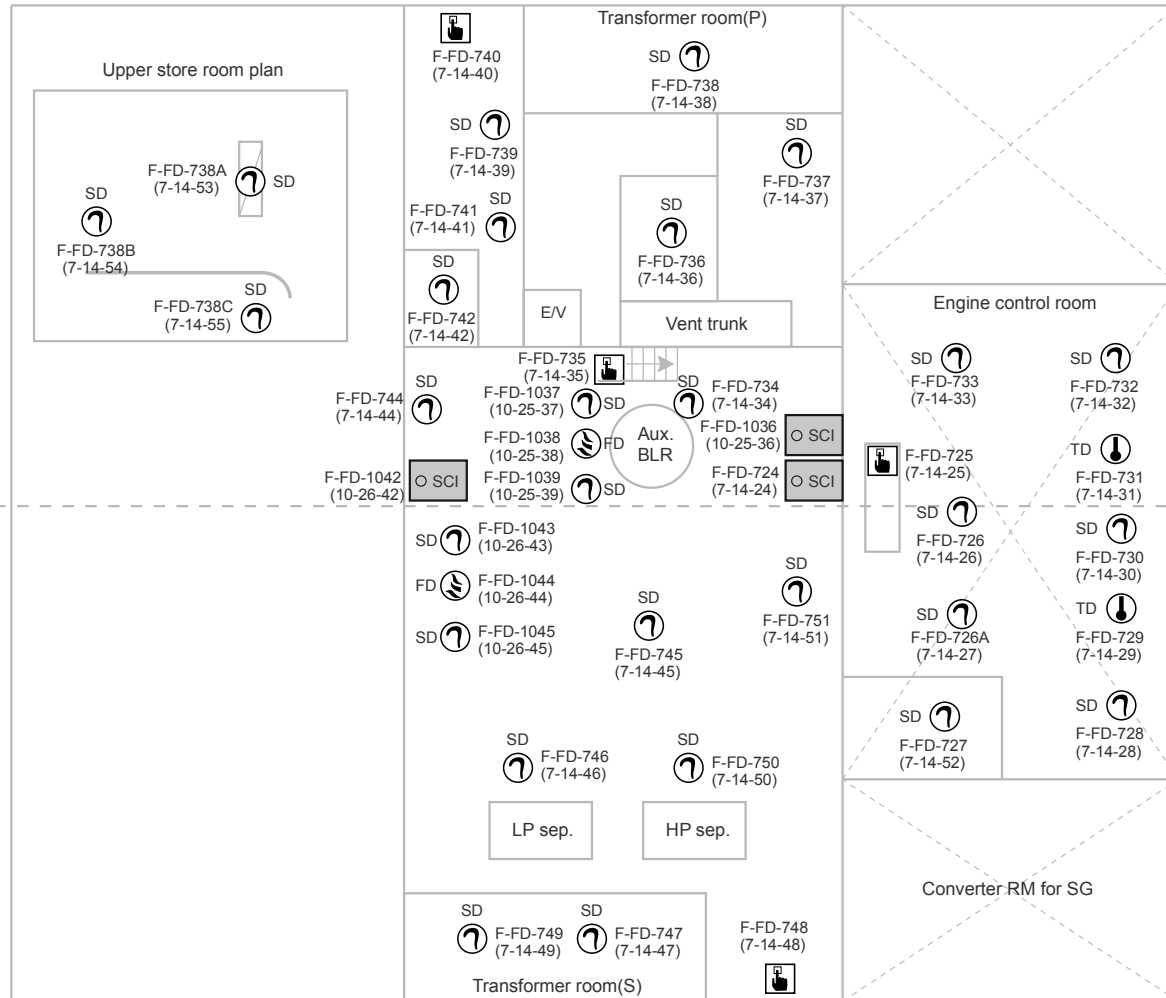 Upper store room plan
F-FD-738A
(7-14-53)
SD
SD
F-FD-738B
(7-14-54)
SD
F-FD-738C
(7-14-55)
F-FD-740
(7-14-40)
SD
F-FD-739
(7-14-39)
SD
F-FD-741
(7-14-41)
SD
F-FD-742
(7-14-42)
Transformer room(P)
SD
F-FD-738
(7-14-38)
SD
F-FD-737
(7-14-37)
SD
F-FD-736
(7-14-36)
E/V
Vent trunk
F-FD-735
(7-14-35)
SD
F-FD-744
(7-14-44)
F-FD-1037
(10-25-37)
SD
F-FD-1038
(10-25-38)
FD
F-FD-1039
(10-25-39)
SD
Aux.
BLR
SD
F-FD-734
(7-14-34)
F-FD-1036
(10-25-36)
SCI
F-FD-724
(7-14-24)
SCI
F-FD-1042
(10-26-42)
SCI
SD
F-FD-1043
(10-26-43)
FD
F-FD-1044
(10-26-44)
SD
F-FD-1045
(10-26-45)
SD
F-FD-745
(7-14-45)
SD
F-FD-751
(7-14-51)
SD
F-FD-746
(7-14-46)
SD
F-FD-750
(7-14-50)
LP sep.
HP sep.
SD
F-FD-749
(7-14-49)
SD
F-FD-747
(7-14-47)
Transformer room(S)
F-FD-748
(7-14-48)
Engine control room
SD
F-FD-733
(7-14-33)
SD
F-FD-732
(7-14-32)
F-FD-725
(7-14-25)
TD
F-FD-731
(7-14-31)
SD
F-FD-726
(7-14-26)
SD
F-FD-730
(7-14-30)
SD
F-FD-726A
(7-14-27)
TD
F-FD-729
(7-14-29)
SD
F-FD-727
(7-14-52)
SD
F-FD-728
(7-14-28)
Converter RM for SG